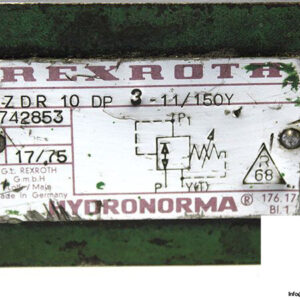 REXROTH
ZDR 10 DP 3 -11/150Y
742853
17/75
G.L. REXROTH
GmbH
Made in Germany
P1
P
Y(T)
R
68
HYDRONORMA ®
176.17
Bl.1